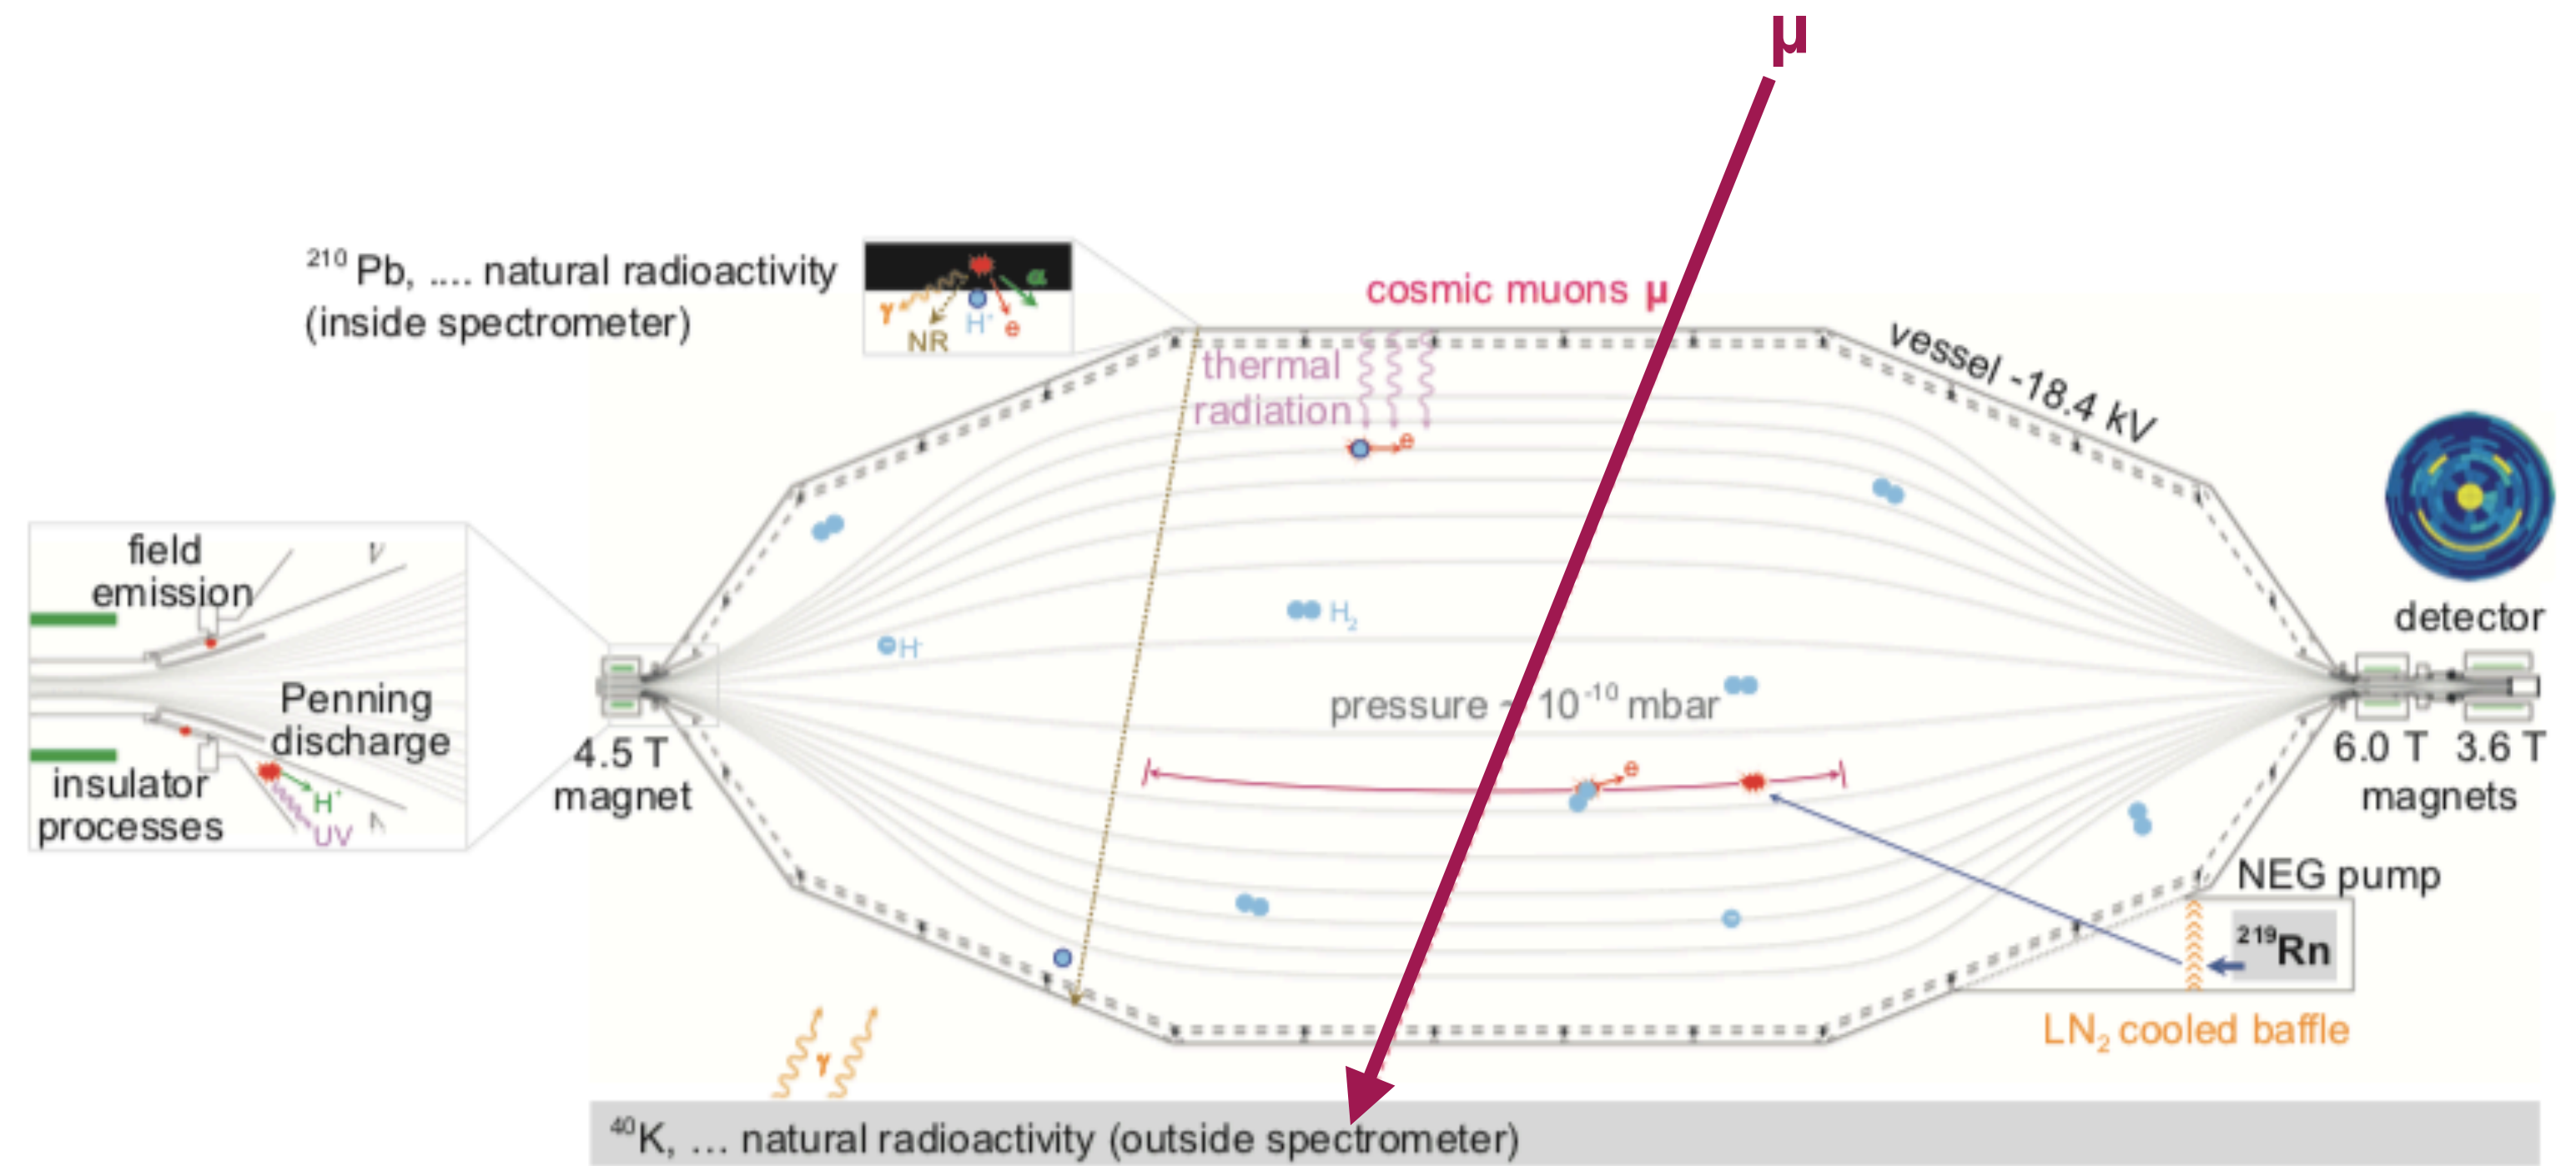 μ
²¹⁰Pb, .... natural radioactivity
(inside spectrometer)
γ
NR
H⁺
e
α
cosmic muons μ
thermal
radiation
e
vessel -18.4 kV
field
emission
Penning
discharge
insulator
processes
H⁺
UV
4.5 T
magnet
H⁻
H₂
pressure ~ 10⁻¹⁰ mbar
e
detector
6.0 T 3.6 T
magnets
NEG pump
²¹⁹Rn
LN₂ cooled baffle
γ
⁴⁰K, ... natural radioactivity (outside spectrometer)